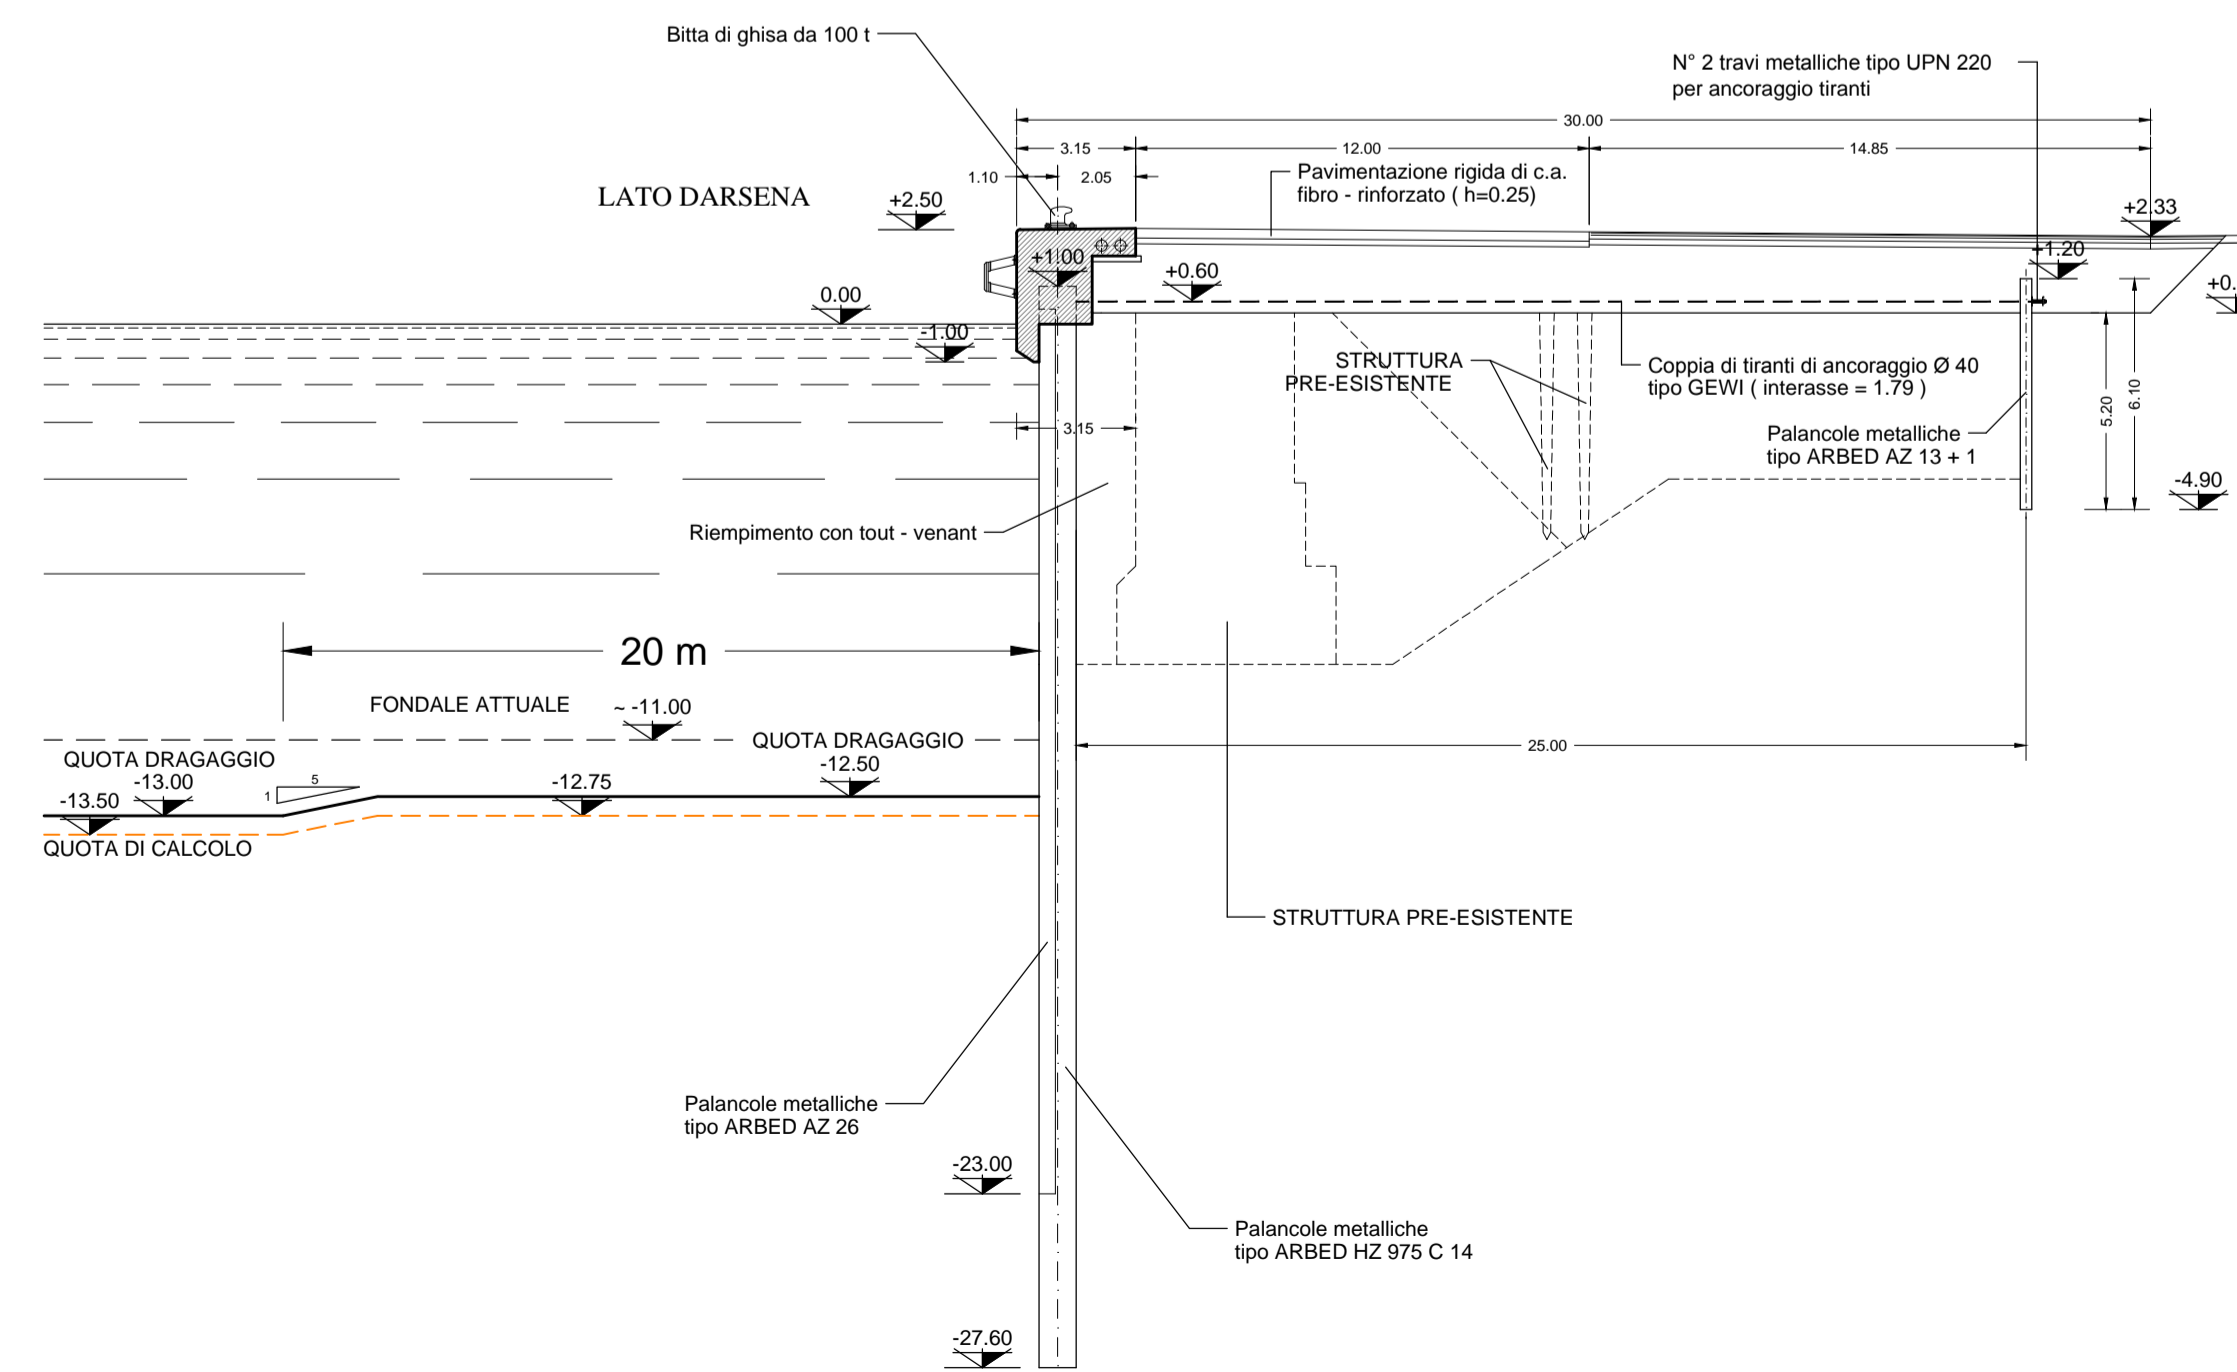 Bitta di ghisa da 100 t
N° 2 travi metalliche tipo UPN 220
per ancoraggio tiranti
30.00
3.15
12.00
14.85
1.10
2.05
Pavimentazione rigida di c.a.
fibro - rinforzato ( h=0.25)
LATO DARSENA
+2.50
+2.33
+1.00
+0.60
+1.20
0.00
+0.
-1.00
STRUTTURA
PRE-ESISTENTE
Coppia di tiranti di ancoraggio Ø 40
tipo GEWI ( interasse = 1.79 )
5.20
6.10
3.15
Palancole metalliche
tipo ARBED AZ 13 + 1
-4.90
Riempimento con tout - venant
20 m
FONDALE ATTUALE
~ -11.00
QUOTA DRAGAGGIO
-12.50
25.00
QUOTA DRAGAGGIO
-13.00
5
1
-12.75
-13.50
QUOTA DI CALCOLO
STRUTTURA PRE-ESISTENTE
Palancole metalliche
tipo ARBED AZ 26
-23.00
Palancole metalliche
tipo ARBED HZ 975 C 14
-27.60